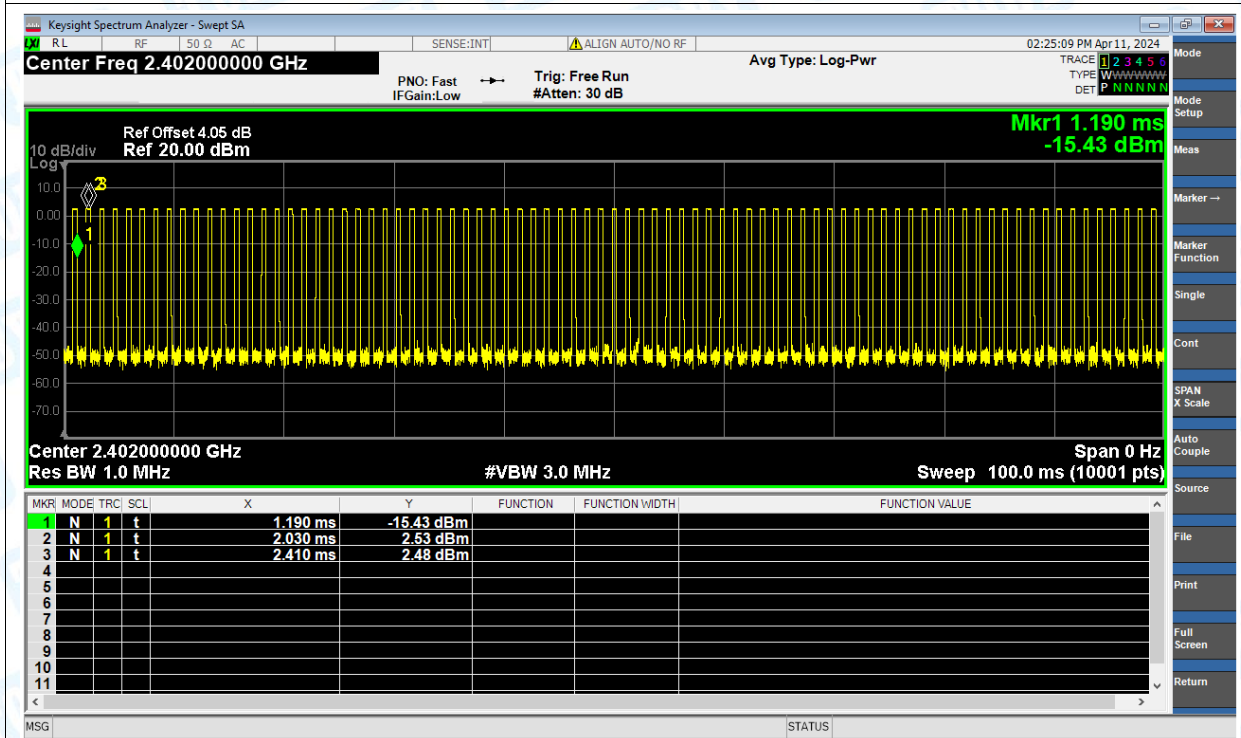 Keysight Spectrum Analyzer - Swept SA
LXI RL RF 50 Ω AC SENSE:INT ALIGN AUTO/NO RF 02:25:09 PM Apr 11, 2024
Center Freq 2.402000000 GHz
PNO: Fast
IFGain:Low
Trig: Free Run
#Atten: 30 dB
Avg Type: Log-Pwr
TRACE 1 2 3 4 5 6
TYPE WWWWWW
DET P N N N N N
Ref Offset 4.05 dB
10 dB/div Ref 20.00 dBm
Log
Mkr1 1.190 ms
-15.43 dBm
10.0
0.00
-10.0
-20.0
-30.0
-40.0
-50.0
-60.0
-70.0
1
2
3
Center 2.402000000 GHz Span 0 Hz
Res BW 1.0 MHz #VBW 3.0 MHz Sweep 100.0 ms (10001 pts)
MKR MODE TRC SCL X Y FUNCTION FUNCTION WIDTH FUNCTION VALUE
1 N 1 t 1.190 ms -15.43 dBm
2 N 1 t 2.030 ms 2.53 dBm
3 N 1 t 2.410 ms 2.48 dBm
4
5
6
7
8
9
10
11
MSG STATUS
Mode
Mode
Setup
Meas
Marker →
Marker
Function
Single
Cont
SPAN
X Scale
Auto
Couple
Source
File
Print
Full
Screen
Return